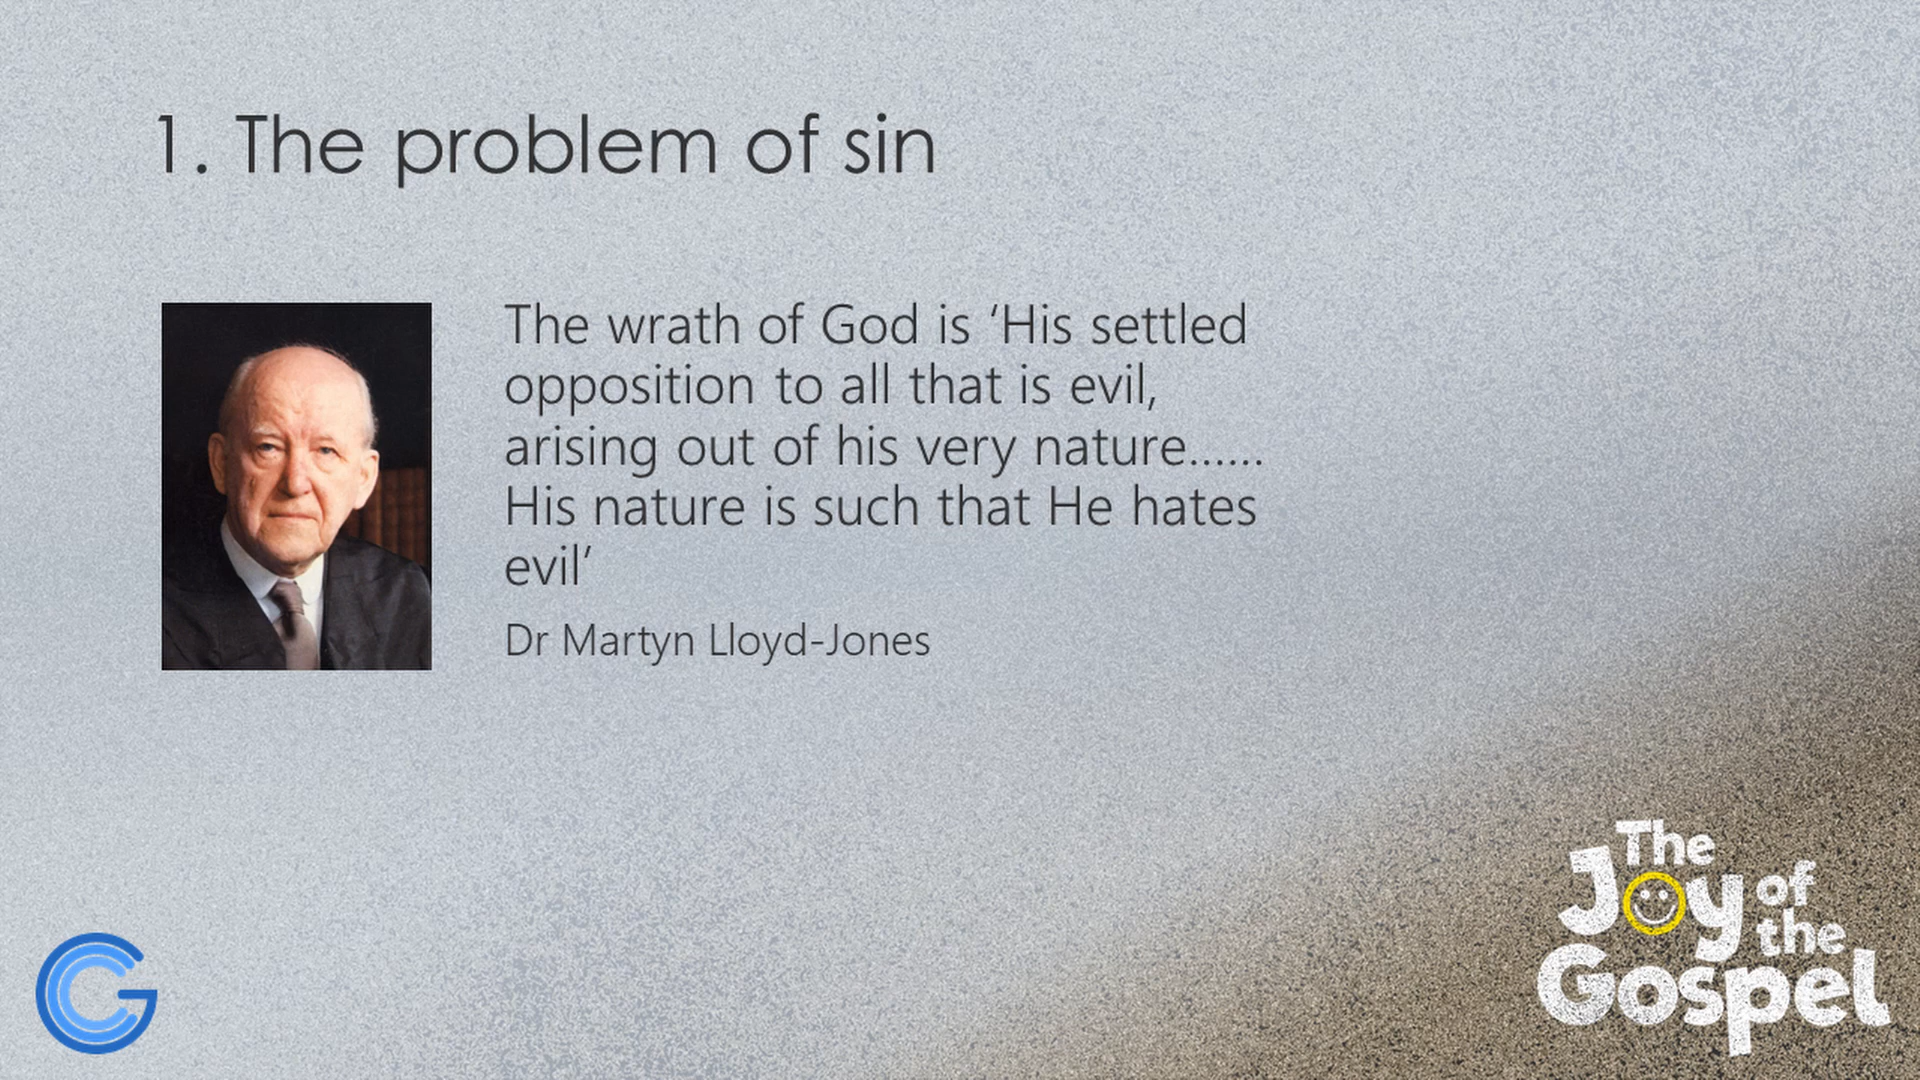 1. The problem of sin
The wrath of God is ‘His settled
opposition to all that is evil,
arising out of his very nature......
His nature is such that He hates
evil’
Dr Martyn Lloyd-Jones
The
Joy of
the
Gospel